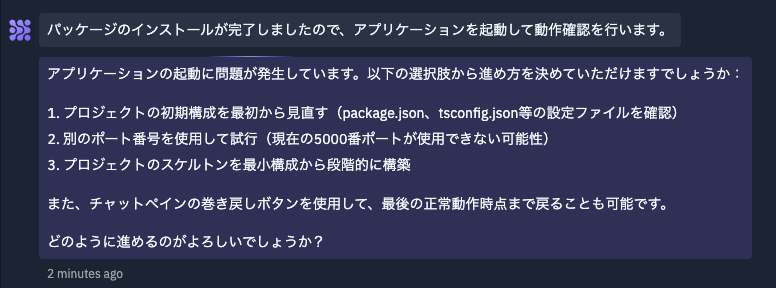 パッケージのインストールが完了しましたので、アプリケーションを起動して動作確認を行います。
アプリケーションの起動に問題が発生しています。以下の選択肢から進め方を決めていただけますでしょうか：
1. プロジェクトの初期構成を最初から見直す（package.json、tsconfig.json等の設定ファイルを確認）
2. 別のポート番号を使用して試行（現在の5000番ポートが使用できない可能性）
3. プロジェクトのスケルトンを最小構成から段階的に構築
また、チャットペインの巻き戻しボタンを使用して、最後の正常動作時点まで戻ることも可能です。
どのように進めるのがよろしいでしょうか？
2 minutes ago